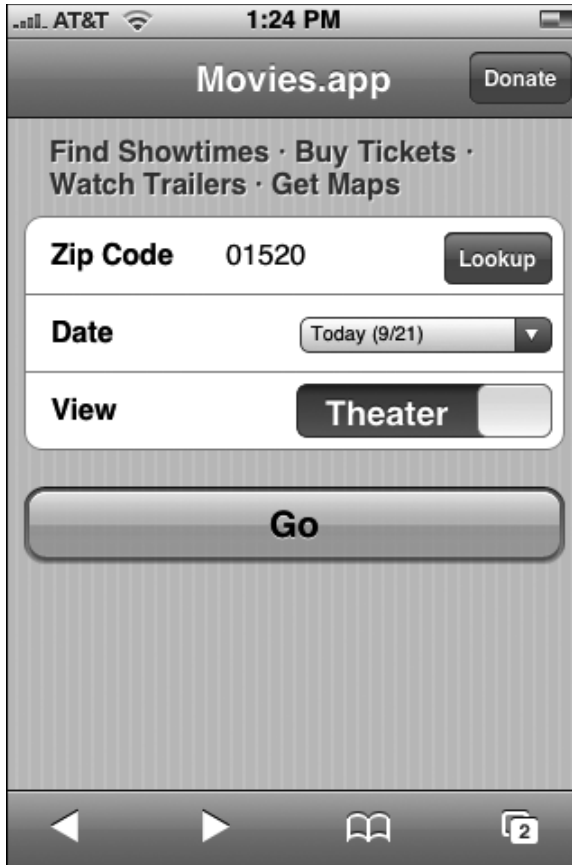 AT&T 1:24 PM
Movies.app Donate
Find Showtimes · Buy Tickets ·
Watch Trailers · Get Maps
Zip Code 01520 Lookup
Date Today (9/21)
View Theater
Go
2